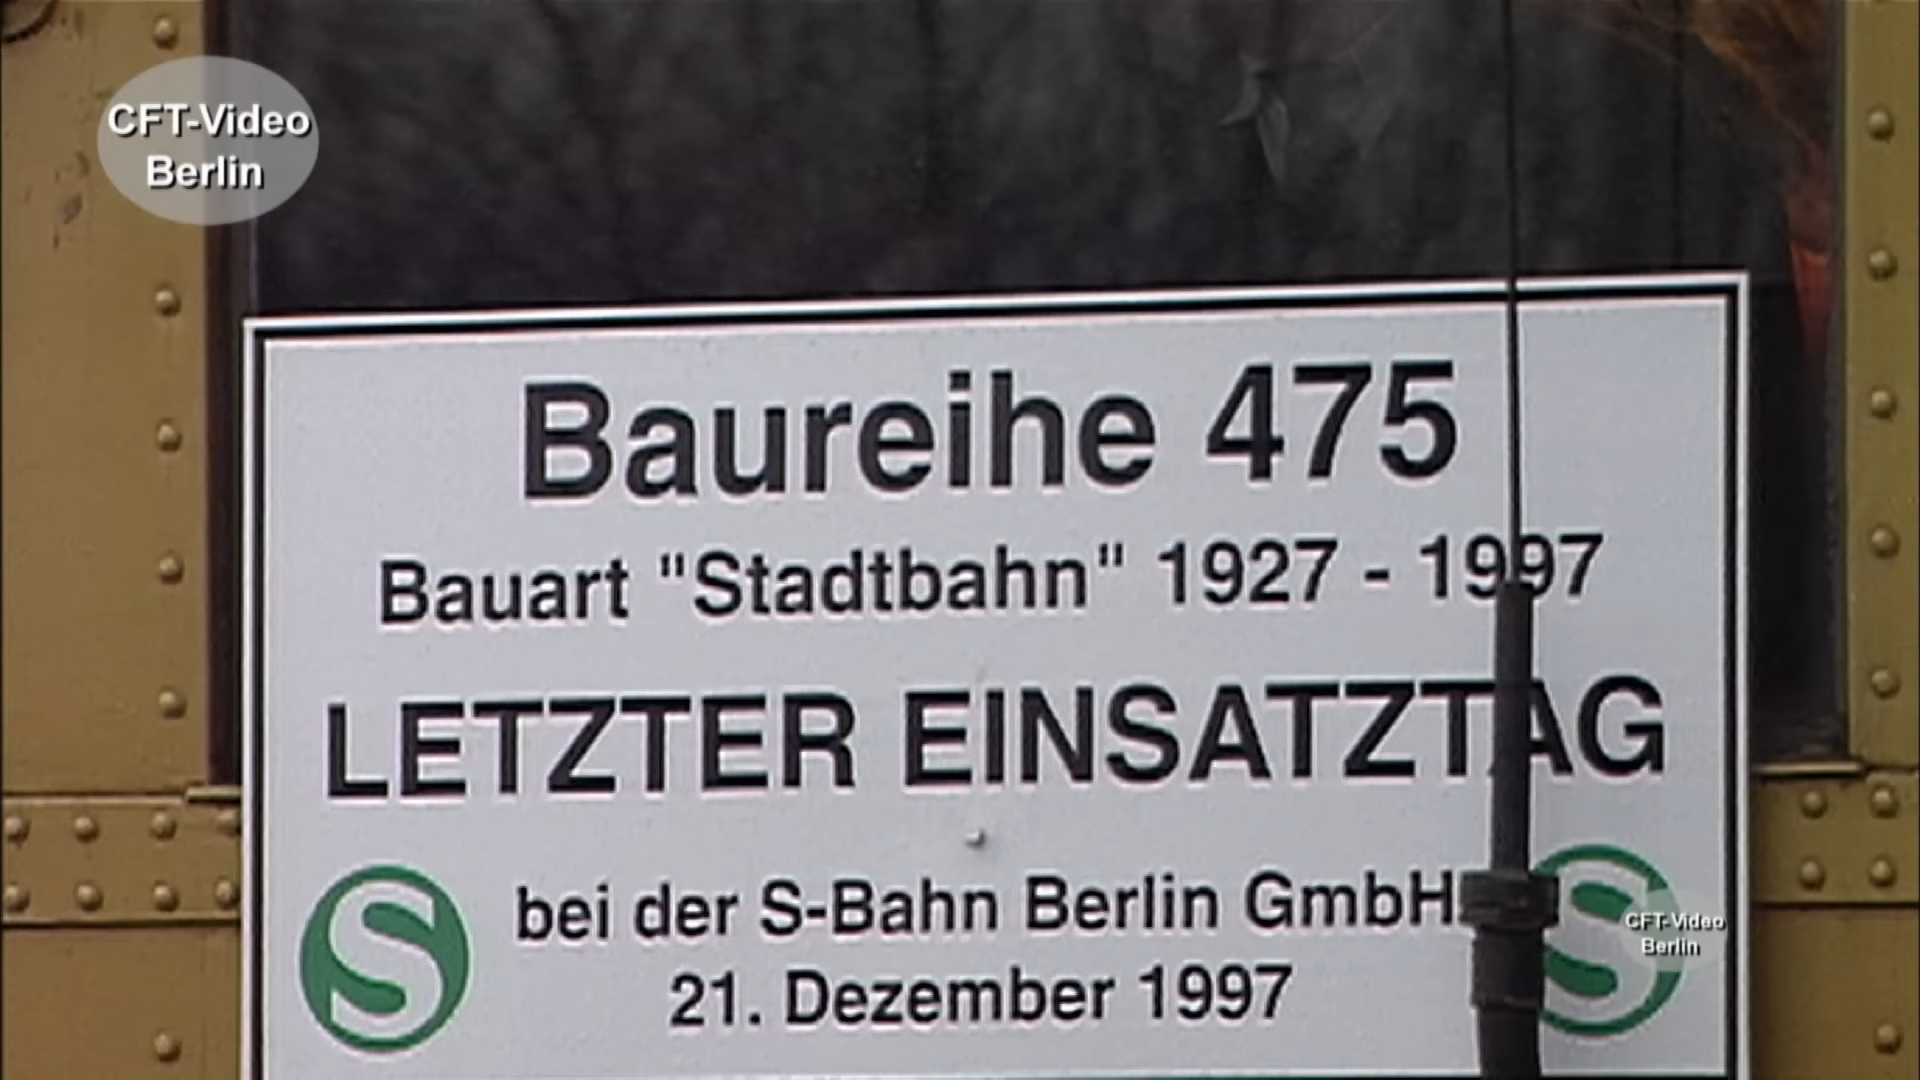 CFT-Video
Berlin
Baureihe 475
Bauart "Stadtbahn" 1927 - 1997
LETZTER EINSATZTAG
S bei der S-Bahn Berlin GmbH S
21. Dezember 1997
CFT-Video
Berlin